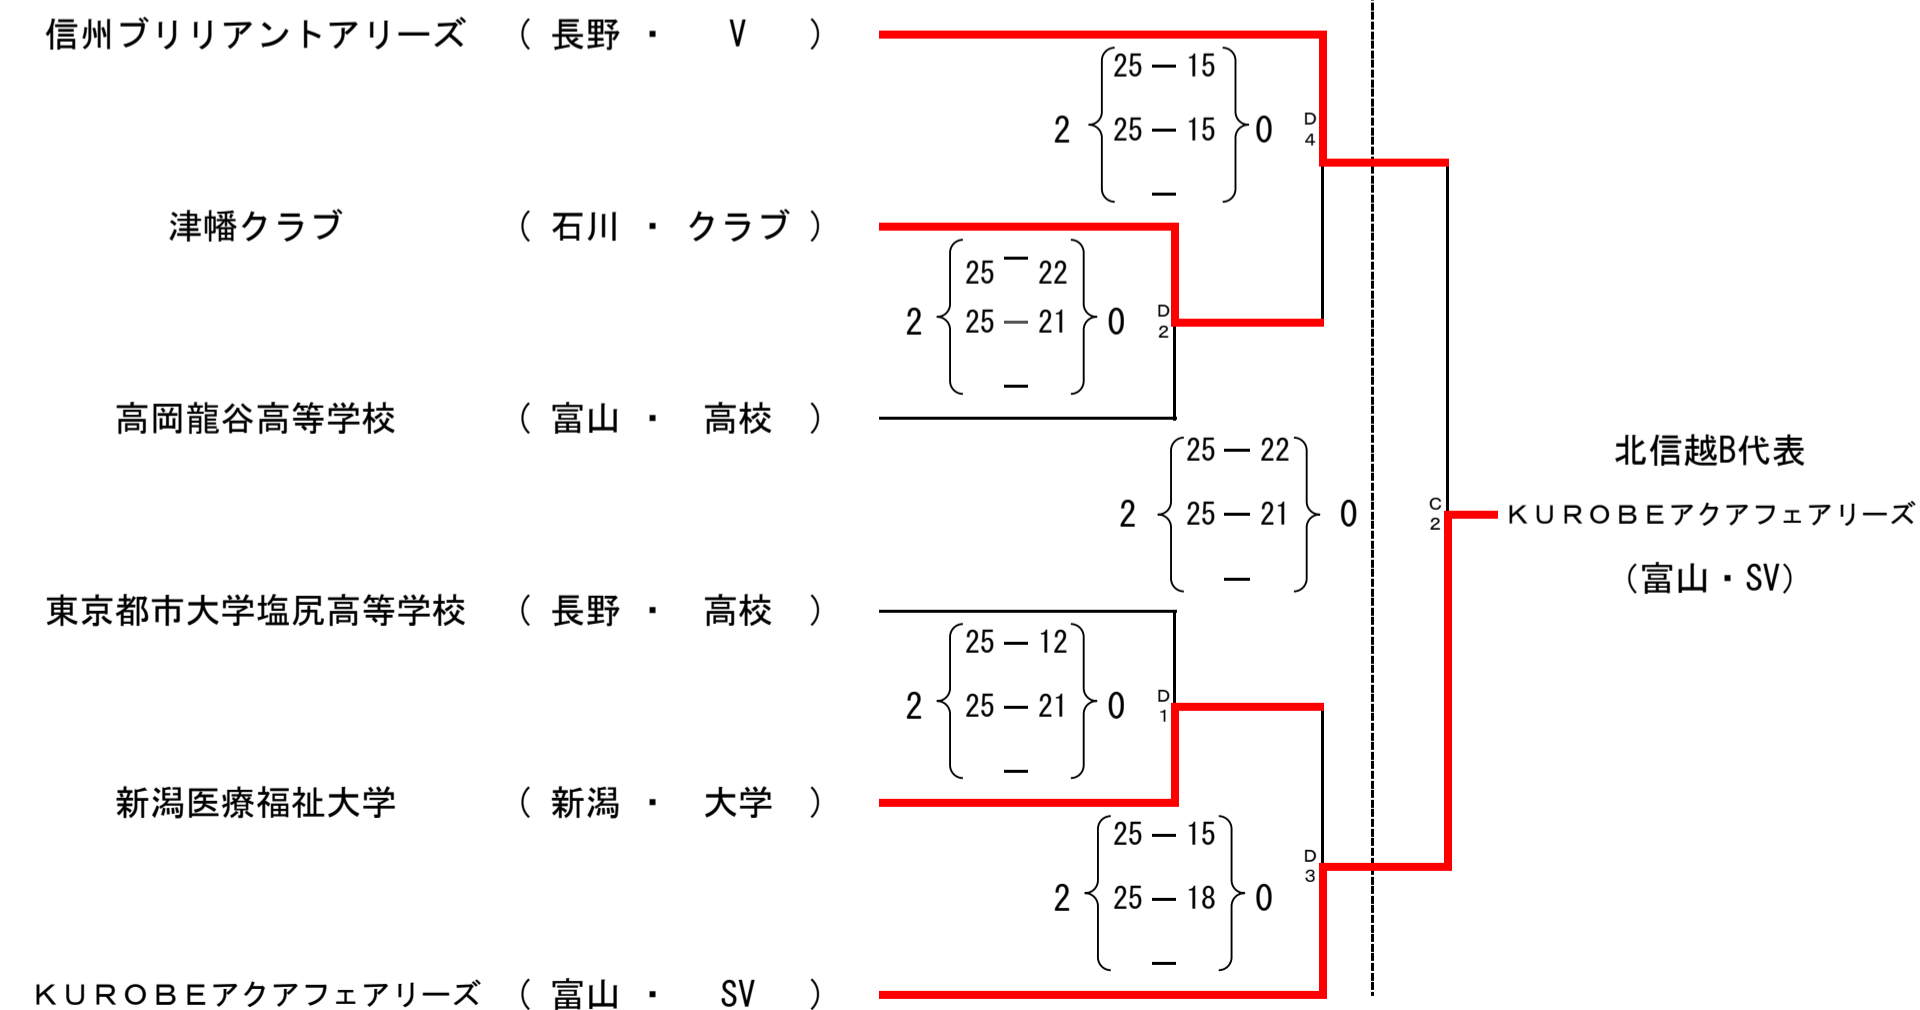 信州ブリリアントアリーズ （ 長野 ・ V ）
25 ― 15
2 25 ― 15 0
―
D
4
津幡クラブ （ 石川 ・ クラブ ）
25 ― 22
2 25 ― 21 0
―
D
2
高岡龍谷高等学校 （ 富山 ・ 高校 ）
25 ― 22
2 25 ― 21 0
―
C
2
北信越B代表
ＫＵＲＯＢＥアクアフェアリーズ
（富山・SV）
東京都市大学塩尻高等学校 （ 長野 ・ 高校 ）
25 ― 12
2 25 ― 21 0
―
D
1
新潟医療福祉大学 （ 新潟 ・ 大学 ）
25 ― 15
2 25 ― 18 0
―
D
3
ＫＵＲＯＢＥアクアフェアリーズ （ 富山 ・ SV ）